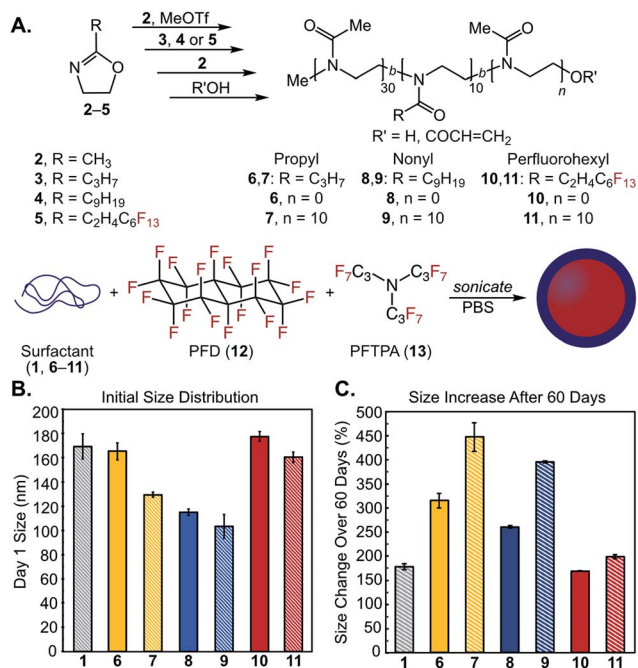 A.
R
N
O
2–5
2, MeOTf
3, 4 or 5
2
R'OH
Me
O
Me
N
30
b
N
R
O
10
b
O
Me
N
n
OR'
R' = H, COCH=CH2
2, R = CH3
3, R = C3H7
4, R = C9H19
5, R = C2H4C6F13
Propyl
6,7: R = C3H7
6, n = 0
7, n = 10
Nonyl
8,9: R = C9H19
8, n = 0
9, n = 10
Perfluorohexyl
10,11: R = C2H4C6F13
10, n = 0
11, n = 10
Surfactant
(1, 6–11)
+
F F F F F F F F F F F F F F F F F F
PFD (12)
+
F7C3 N C3F7
C3F7
PFTPA (13)
sonicate
PBS
B. Initial Size Distribution
Day 1 Size (nm)
200
180
160
140
120
100
80
60
40
20
0
1 6 7 8 9 10 11
C. Size Increase After 60 Days
Size Change Over 60 Days (%)
500
450
400
350
300
250
200
150
100
50
0
1 6 7 8 9 10 11